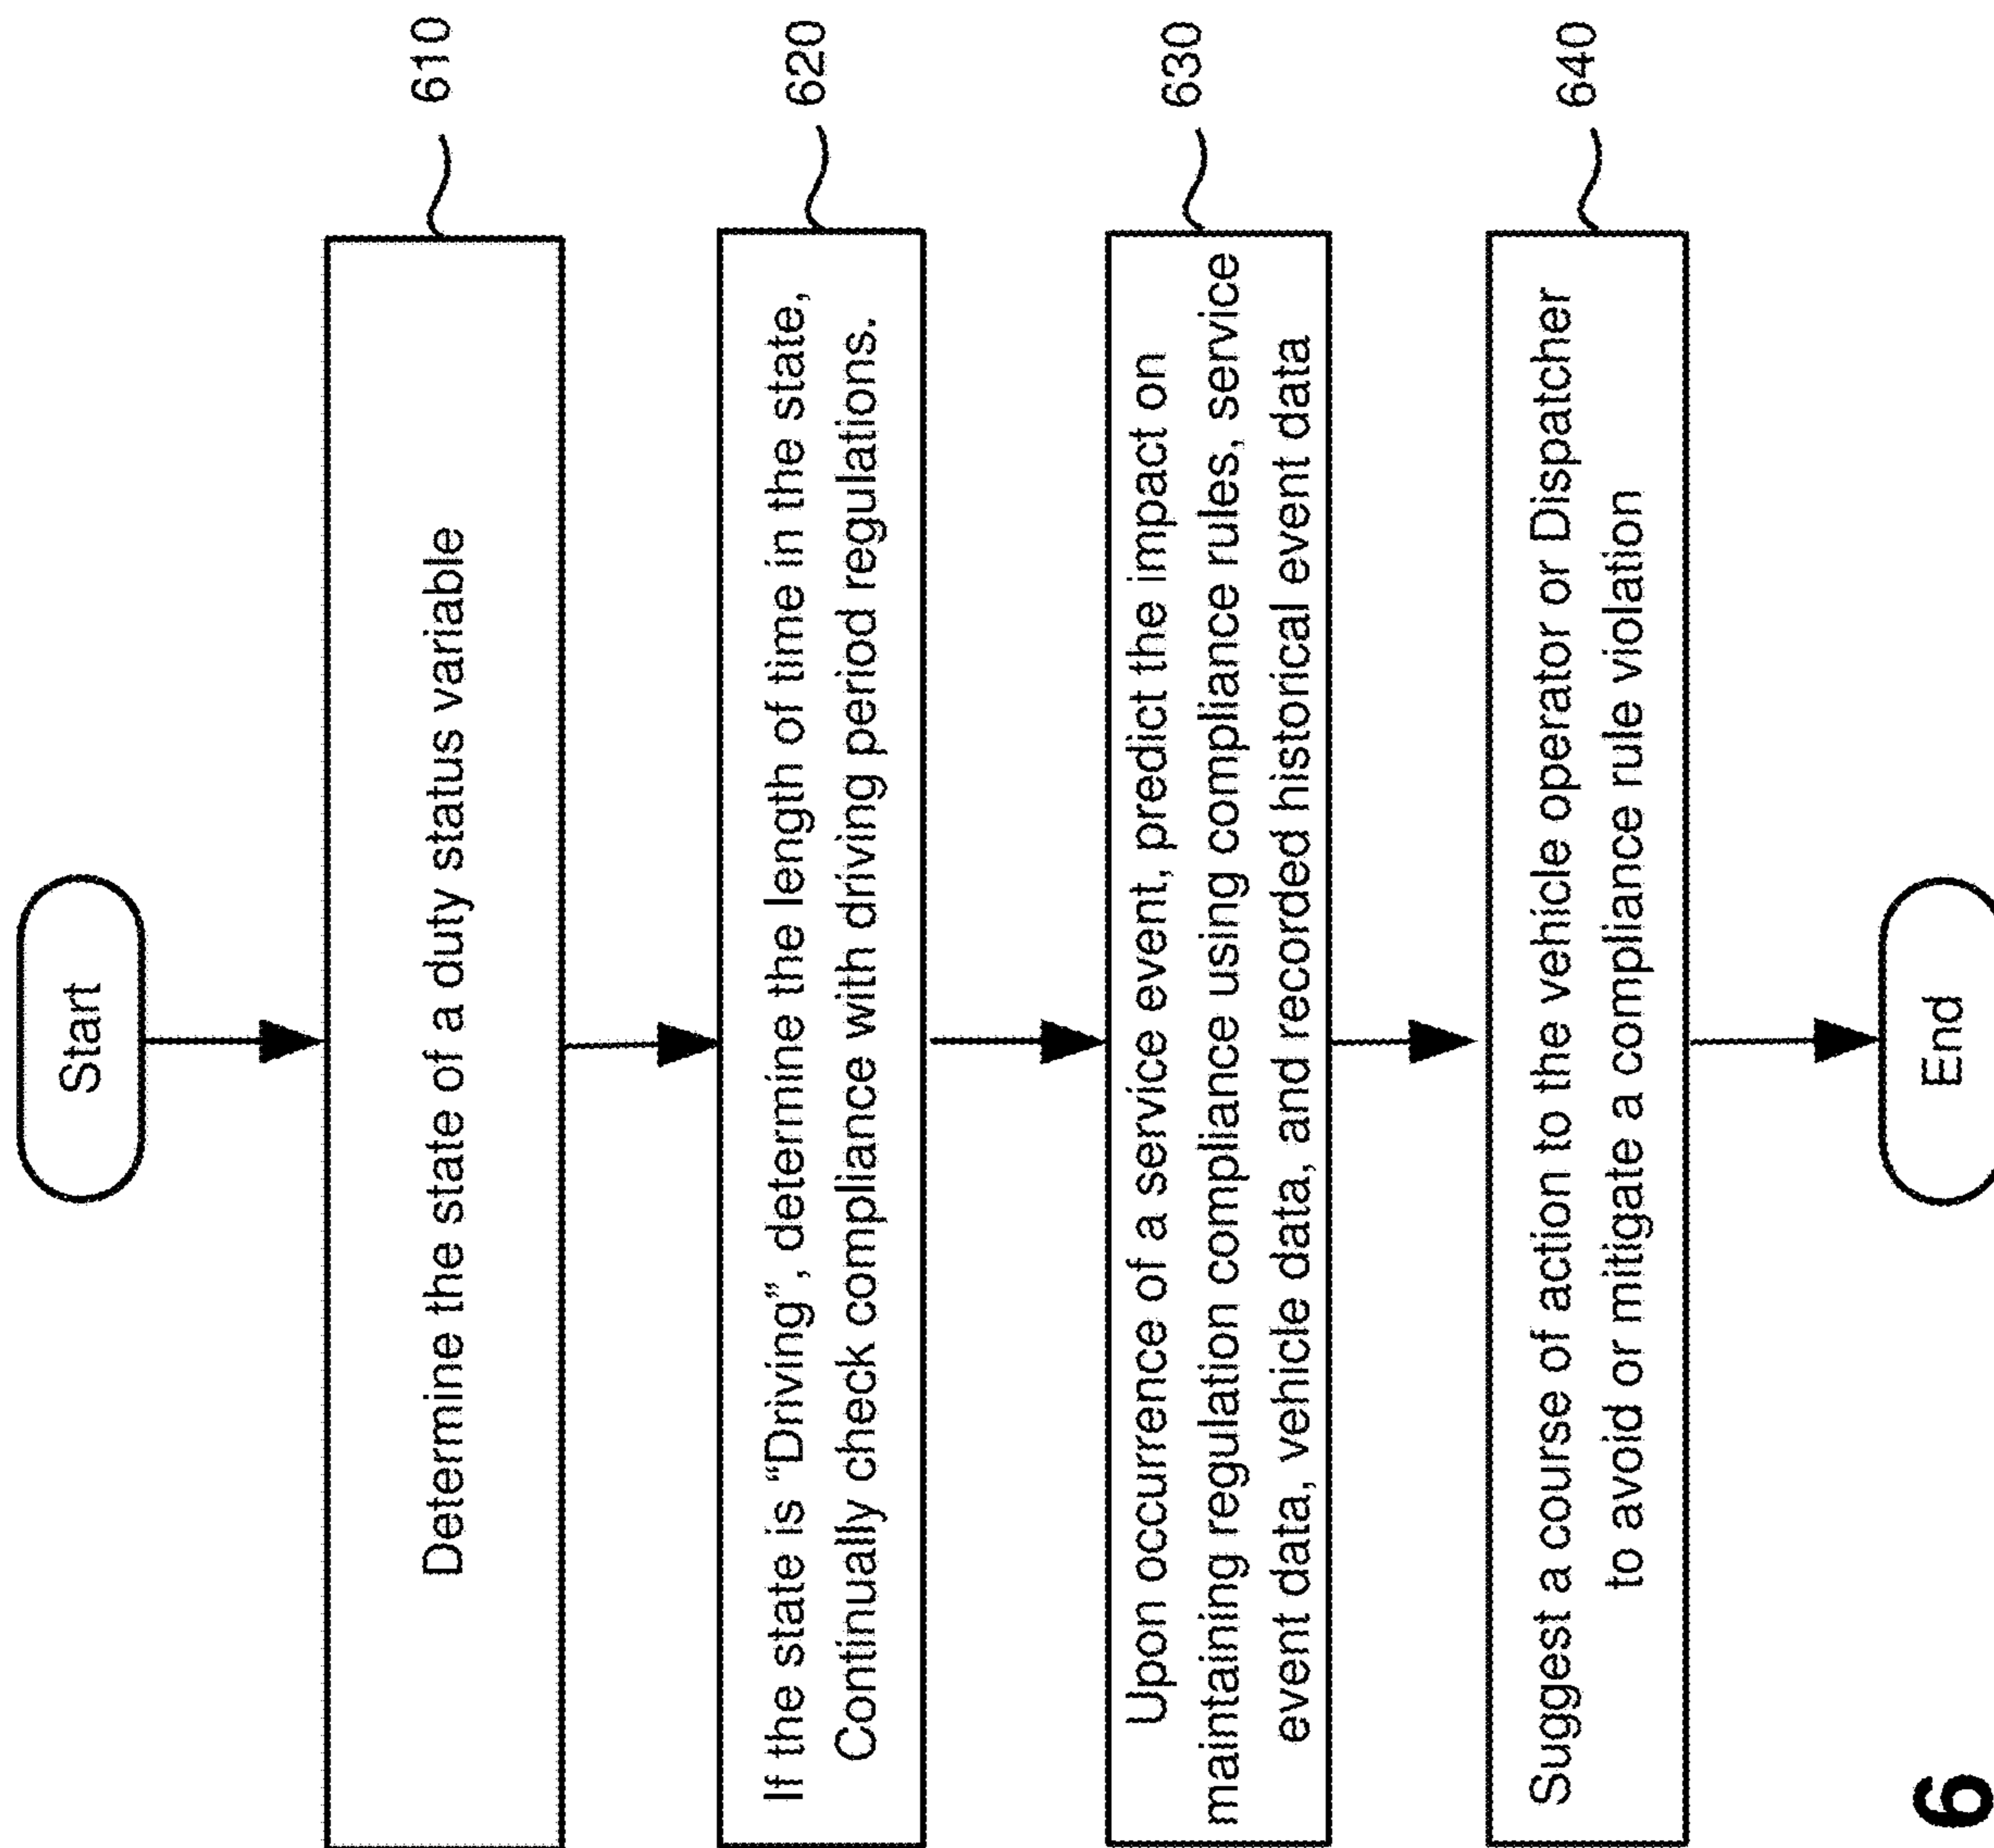 Start
Determine the state of a duty status variable
610
If the state is “Driving”, determine the length of time in the state,
Continually check compliance with driving period regulations.
620
Upon occurrence of a service event, predict the impact on
maintaining regulation compliance using compliance rules, service
event data, vehicle data, and recorded historical event data
630
Suggest a course of action to the vehicle operator or Dispatcher
to avoid or mitigate a compliance rule violation
640
End
6